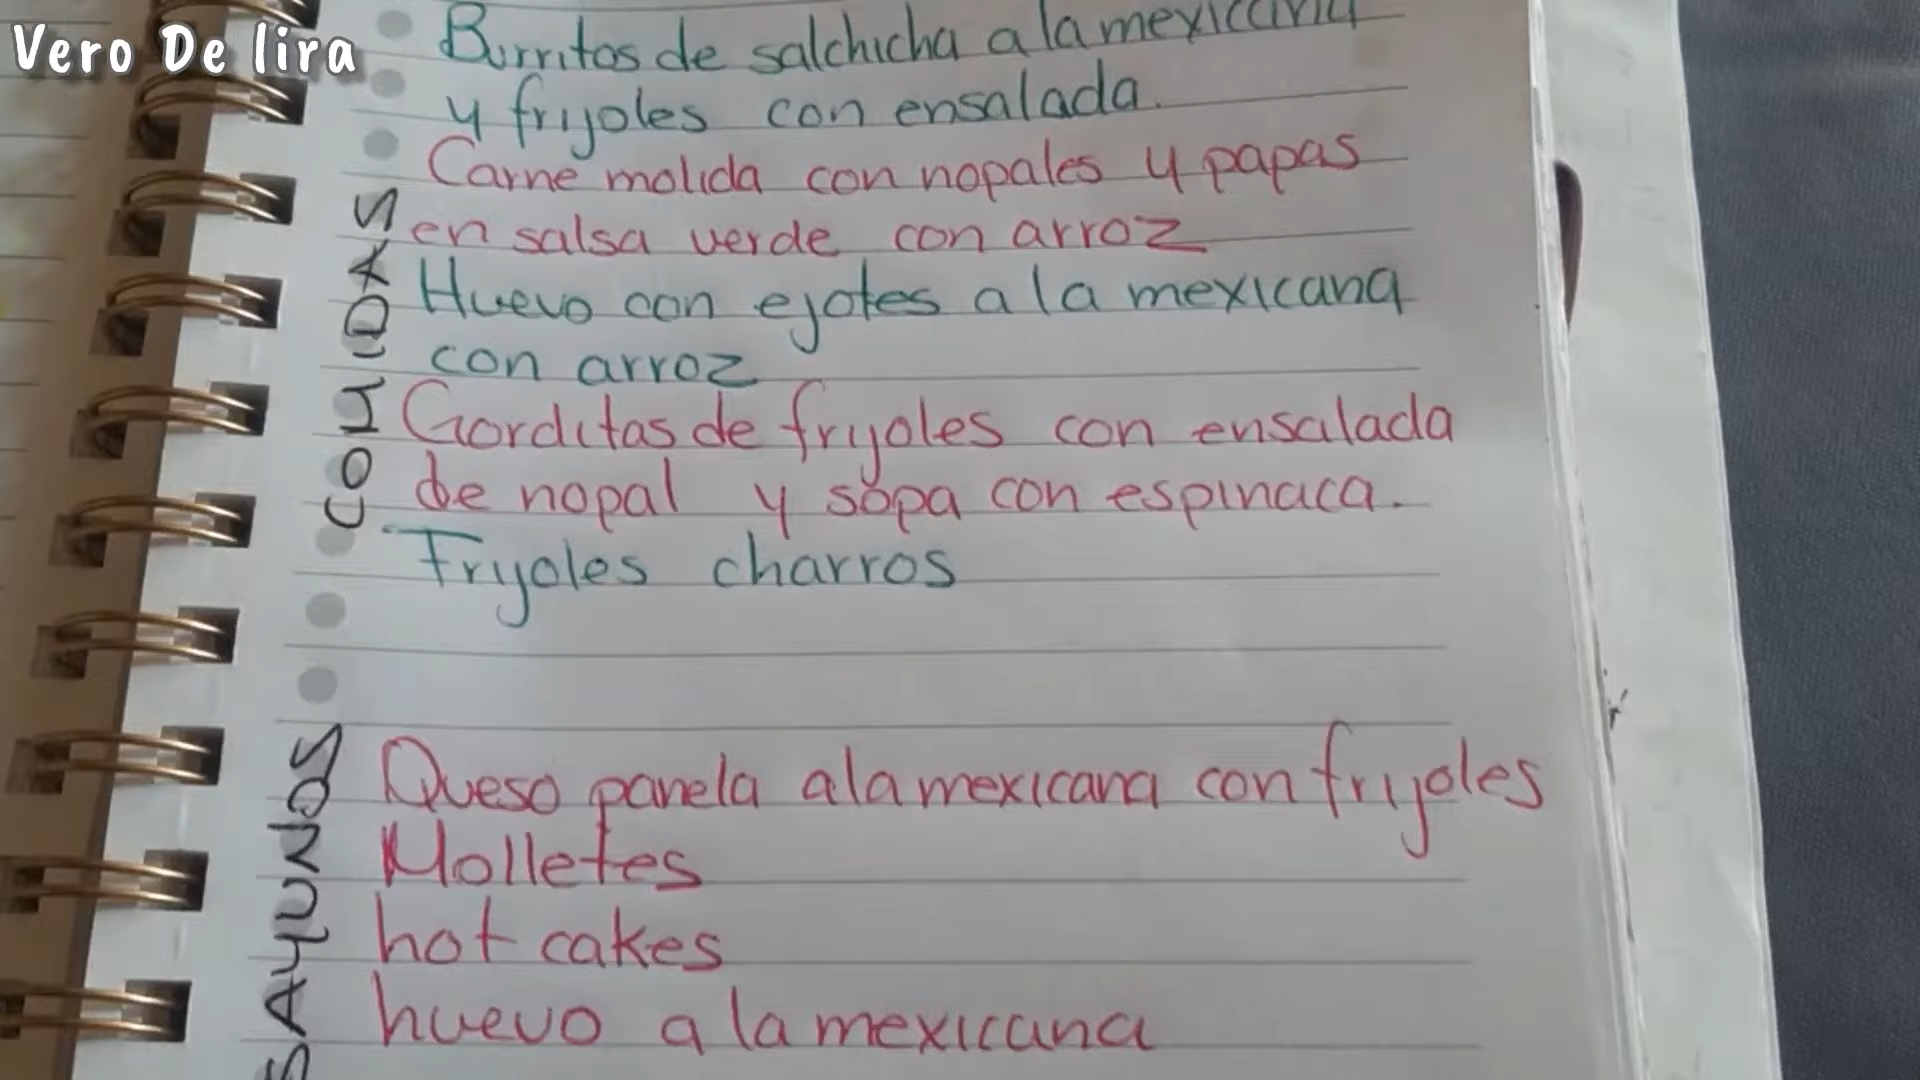 Vero De lira
Burritos de salchicha a la mexicana
y frijoles con ensalada.
Carne molida con nopales y papas
en salsa verde con arroz
Huevo con ejotes a la mexicana
con arroz
Gorditas de frijoles con ensalada
de nopal y sopa con espinaca.
Frijoles charros
COMIDAS
Queso panela a la mexicana con frijoles
Molletes
hot cakes
huevo a la mexicana
SAYUNOS